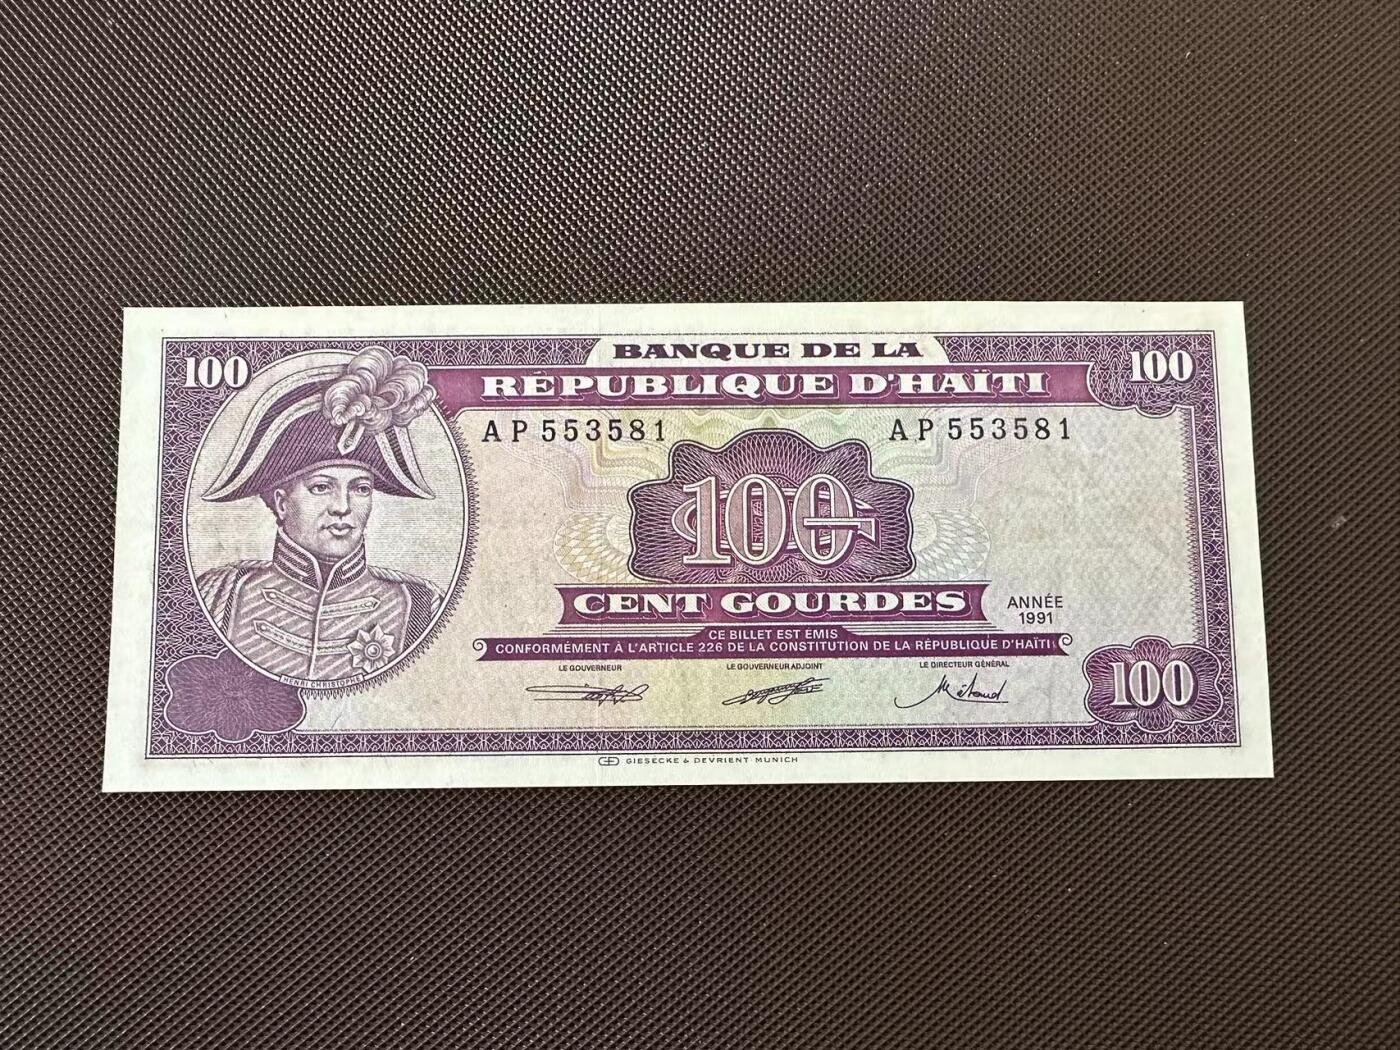 100
BANQUE DE LA
100
RÉPUBLIQUE D'HAÏTI
AP 553581
AP 553581
100
CENT GOURDES
ANNÉE
1991
CE BILLET EST ÉMIS
CONFORMÉMENT À L'ARTICLE 226 DE LA CONSTITUTION DE LA RÉPUBLIQUE D'HAÏTI
LE GOUVERNEUR
LE GOUVERNEUR ADJOINT
LE DIRECTEUR GÉNÉRAL
HENRI CHRISTOPHE
100
GIESECKE & DEVRIENT · MUNICH